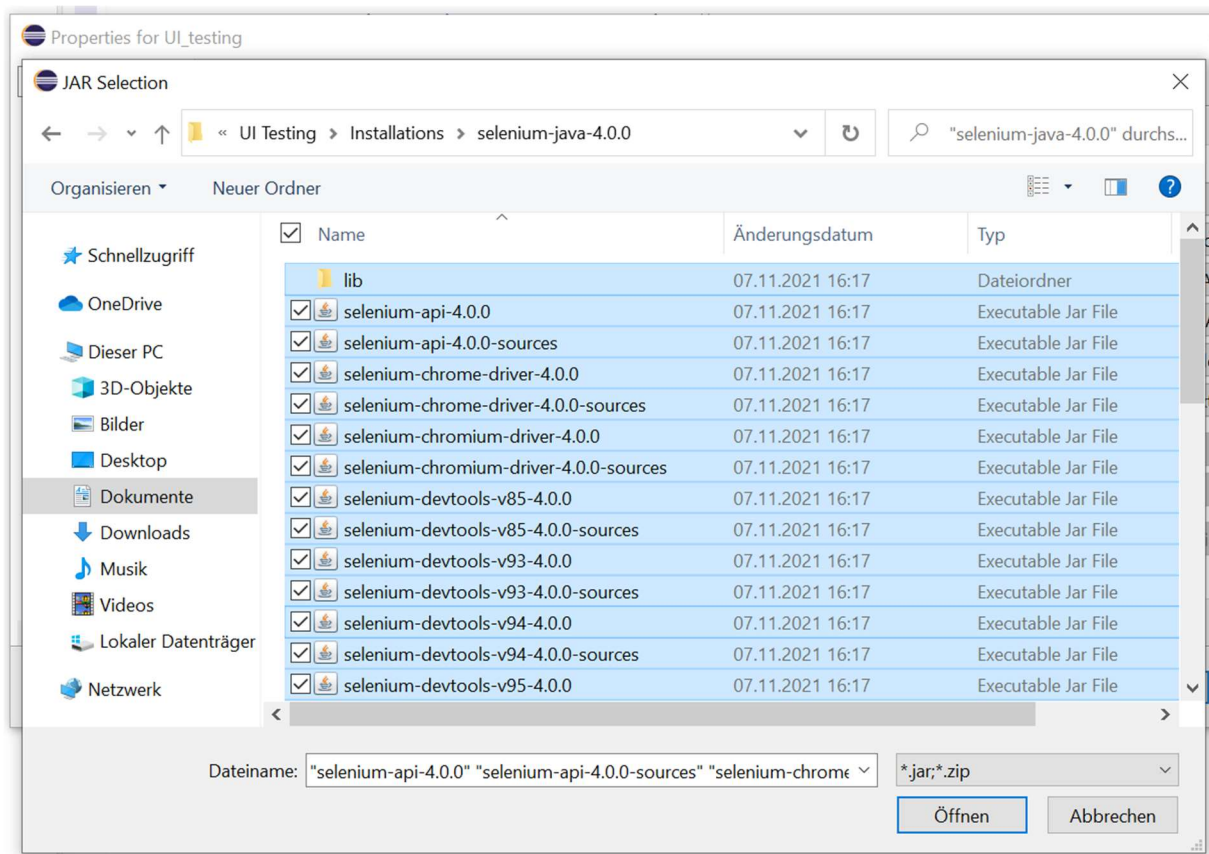 Properties for UI_testing
JAR Selection
« UI Testing > Installations > selenium-java-4.0.0
"selenium-java-4.0.0" durchs...
Organisieren Neuer Ordner
Name Änderungsdatum Typ
Schnellzugriff
OneDrive
Dieser PC
3D-Objekte
Bilder
Desktop
Dokumente
Downloads
Musik
Videos
Lokaler Datenträger
Netzwerk
lib 07.11.2021 16:17 Dateiordner
selenium-api-4.0.0 07.11.2021 16:17 Executable Jar File
selenium-api-4.0.0-sources 07.11.2021 16:17 Executable Jar File
selenium-chrome-driver-4.0.0 07.11.2021 16:17 Executable Jar File
selenium-chrome-driver-4.0.0-sources 07.11.2021 16:17 Executable Jar File
selenium-chromium-driver-4.0.0 07.11.2021 16:17 Executable Jar File
selenium-chromium-driver-4.0.0-sources 07.11.2021 16:17 Executable Jar File
selenium-devtools-v85-4.0.0 07.11.2021 16:17 Executable Jar File
selenium-devtools-v85-4.0.0-sources 07.11.2021 16:17 Executable Jar File
selenium-devtools-v93-4.0.0 07.11.2021 16:17 Executable Jar File
selenium-devtools-v93-4.0.0-sources 07.11.2021 16:17 Executable Jar File
selenium-devtools-v94-4.0.0 07.11.2021 16:17 Executable Jar File
selenium-devtools-v94-4.0.0-sources 07.11.2021 16:17 Executable Jar File
selenium-devtools-v95-4.0.0 07.11.2021 16:17 Executable Jar File
Dateiname: "selenium-api-4.0.0" "selenium-api-4.0.0-sources" "selenium-chrome
*.jar;*.zip
Öffnen Abbrechen